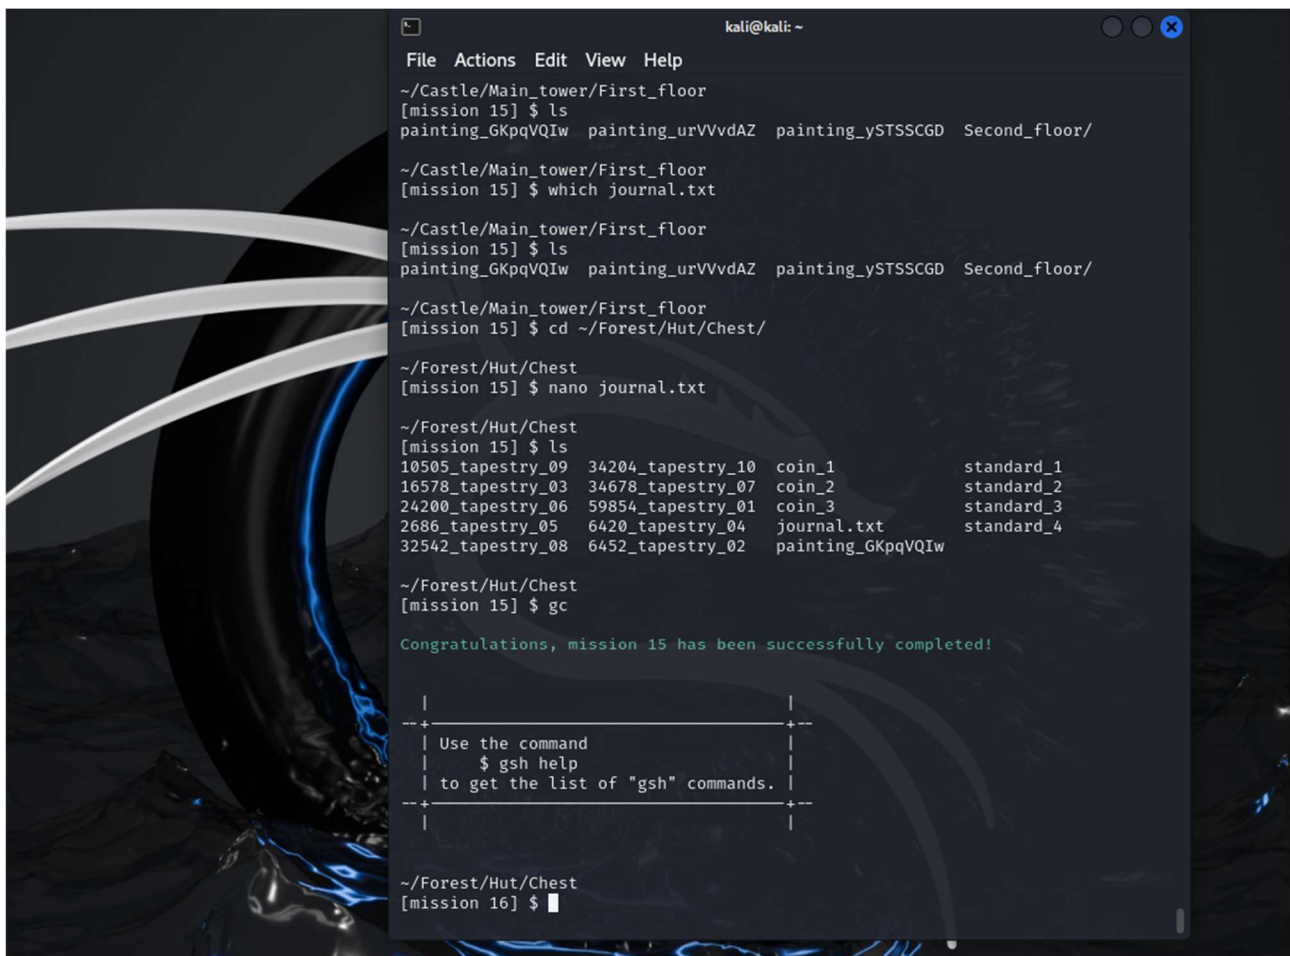 kali@kali: ~
File Actions Edit View Help
~/Castle/Main_tower/First_floor
[mission 15] $ ls
painting_GKpqVQIw painting_urVVvdAZ painting_ySTSSCGD Second_floor/
~/Castle/Main_tower/First_floor
[mission 15] $ which journal.txt
~/Castle/Main_tower/First_floor
[mission 15] $ ls
painting_GKpqVQIw painting_urVVvdAZ painting_ySTSSCGD Second_floor/
~/Castle/Main_tower/First_floor
[mission 15] $ cd ~/Forest/Hut/Chest/
~/Forest/Hut/Chest
[mission 15] $ nano journal.txt
~/Forest/Hut/Chest
[mission 15] $ ls
10505_tapestry_09 34204_tapestry_10 coin_1 standard_1
16578_tapestry_03 34678_tapestry_07 coin_2 standard_2
24200_tapestry_06 59854_tapestry_01 coin_3 standard_3
2686_tapestry_05 6420_tapestry_04 journal.txt standard_4
32542_tapestry_08 6452_tapestry_02 painting_GKpqVQIw
~/Forest/Hut/Chest
[mission 15] $ gc
Congratulations, mission 15 has been successfully completed!
Use the command
$ gsh help
to get the list of "gsh" commands.
~/Forest/Hut/Chest
[mission 16] $